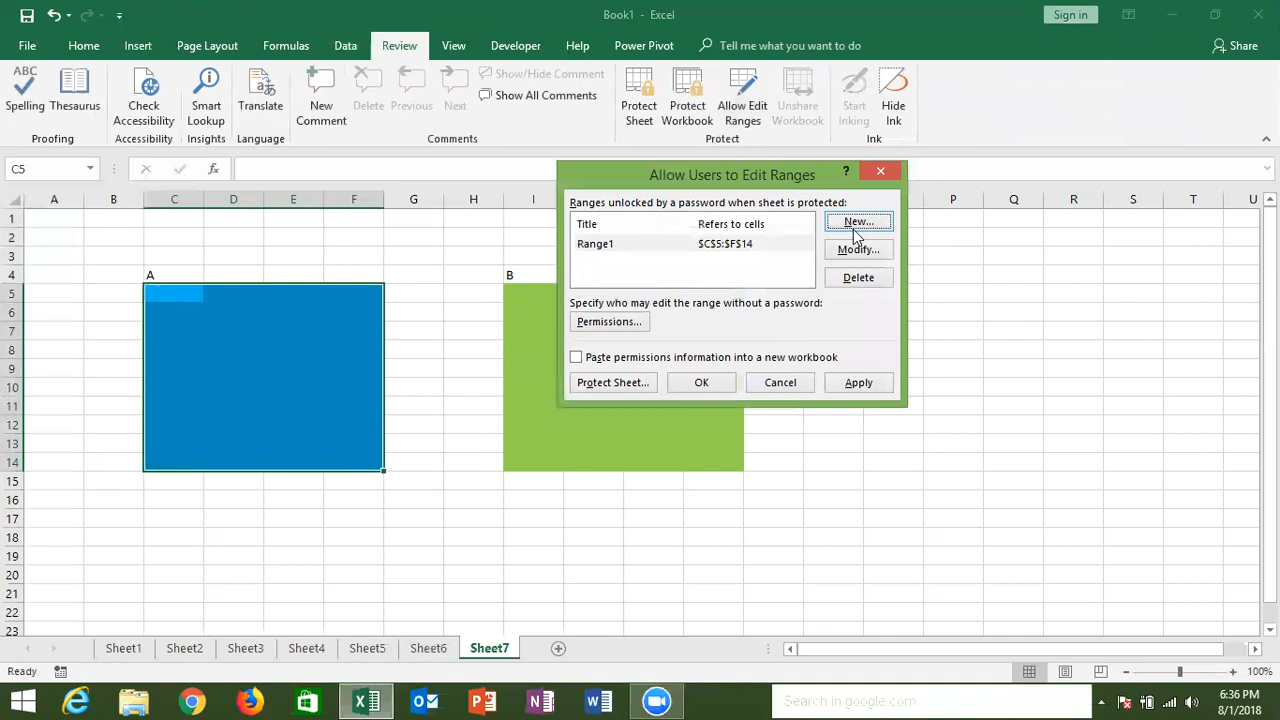 Book1 - Excel
Sign in
File Home Insert Page Layout Formulas Data Review View Developer Help Power Pivot Tell me what you want to do Share
ABC
Spelling Thesaurus Check Accessibility Smart Lookup Translate New Comment Delete Previous Next Show/Hide Comment Show All Comments Protect Sheet Protect Workbook Allow Edit Ranges Unshare Workbook Start Inking Hide Ink
Proofing Accessibility Insights Language Comments Protect Ink
C5 fx
Allow Users to Edit Ranges ?
Ranges unlocked by a password when sheet is protected:
Title Refers to cells New...
Range1 $C$5:$F$14 Modify...
Delete
Specify who may edit the range without a password:
Permissions...
Paste permissions information into a new workbook
Protect Sheet... OK Cancel Apply
A B C D E F G H I P Q R S T U
1
2
3
4 A B
5
6
7
8
9
10
11
12
13
14
15
16
17
18
19
20
21
22
23
Sheet1 Sheet2 Sheet3 Sheet4 Sheet5 Sheet6 Sheet7
Ready 100%
Search in google.com
6:36 PM
8/1/2018